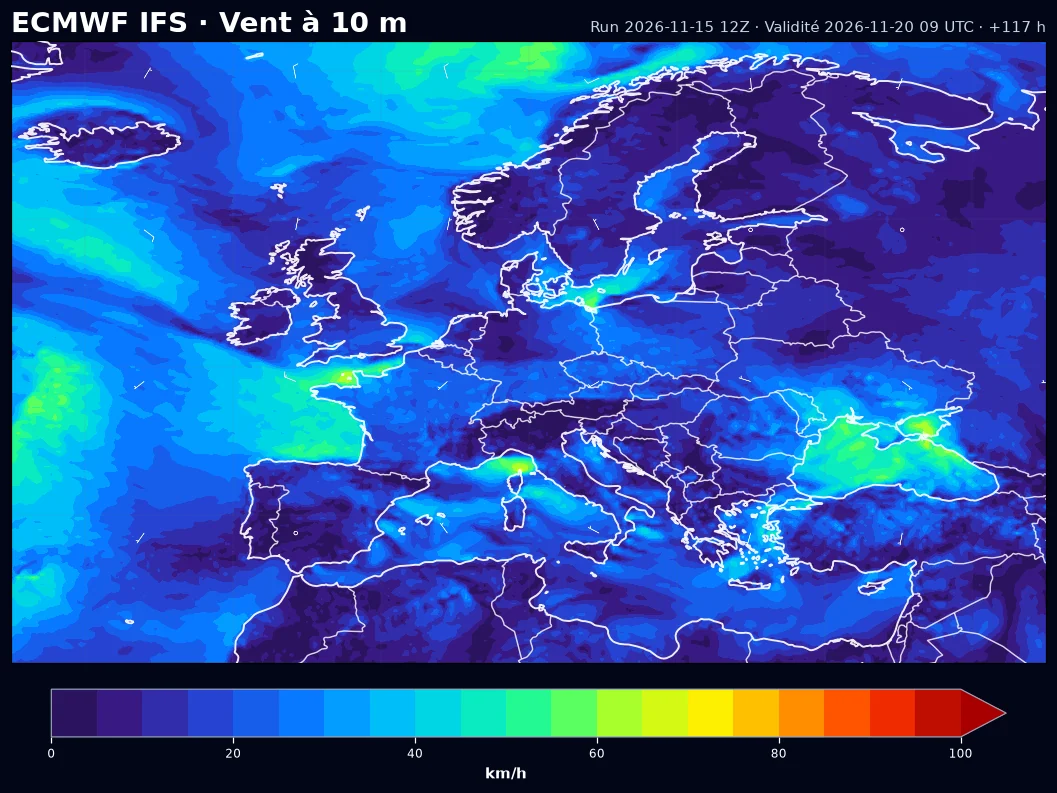 ECMWF IFS · Vent à 10 m
Run 2026-11-15 12Z · Validité 2026-11-20 09 UTC · +117 h
0 20 40 60 80 100
km/h